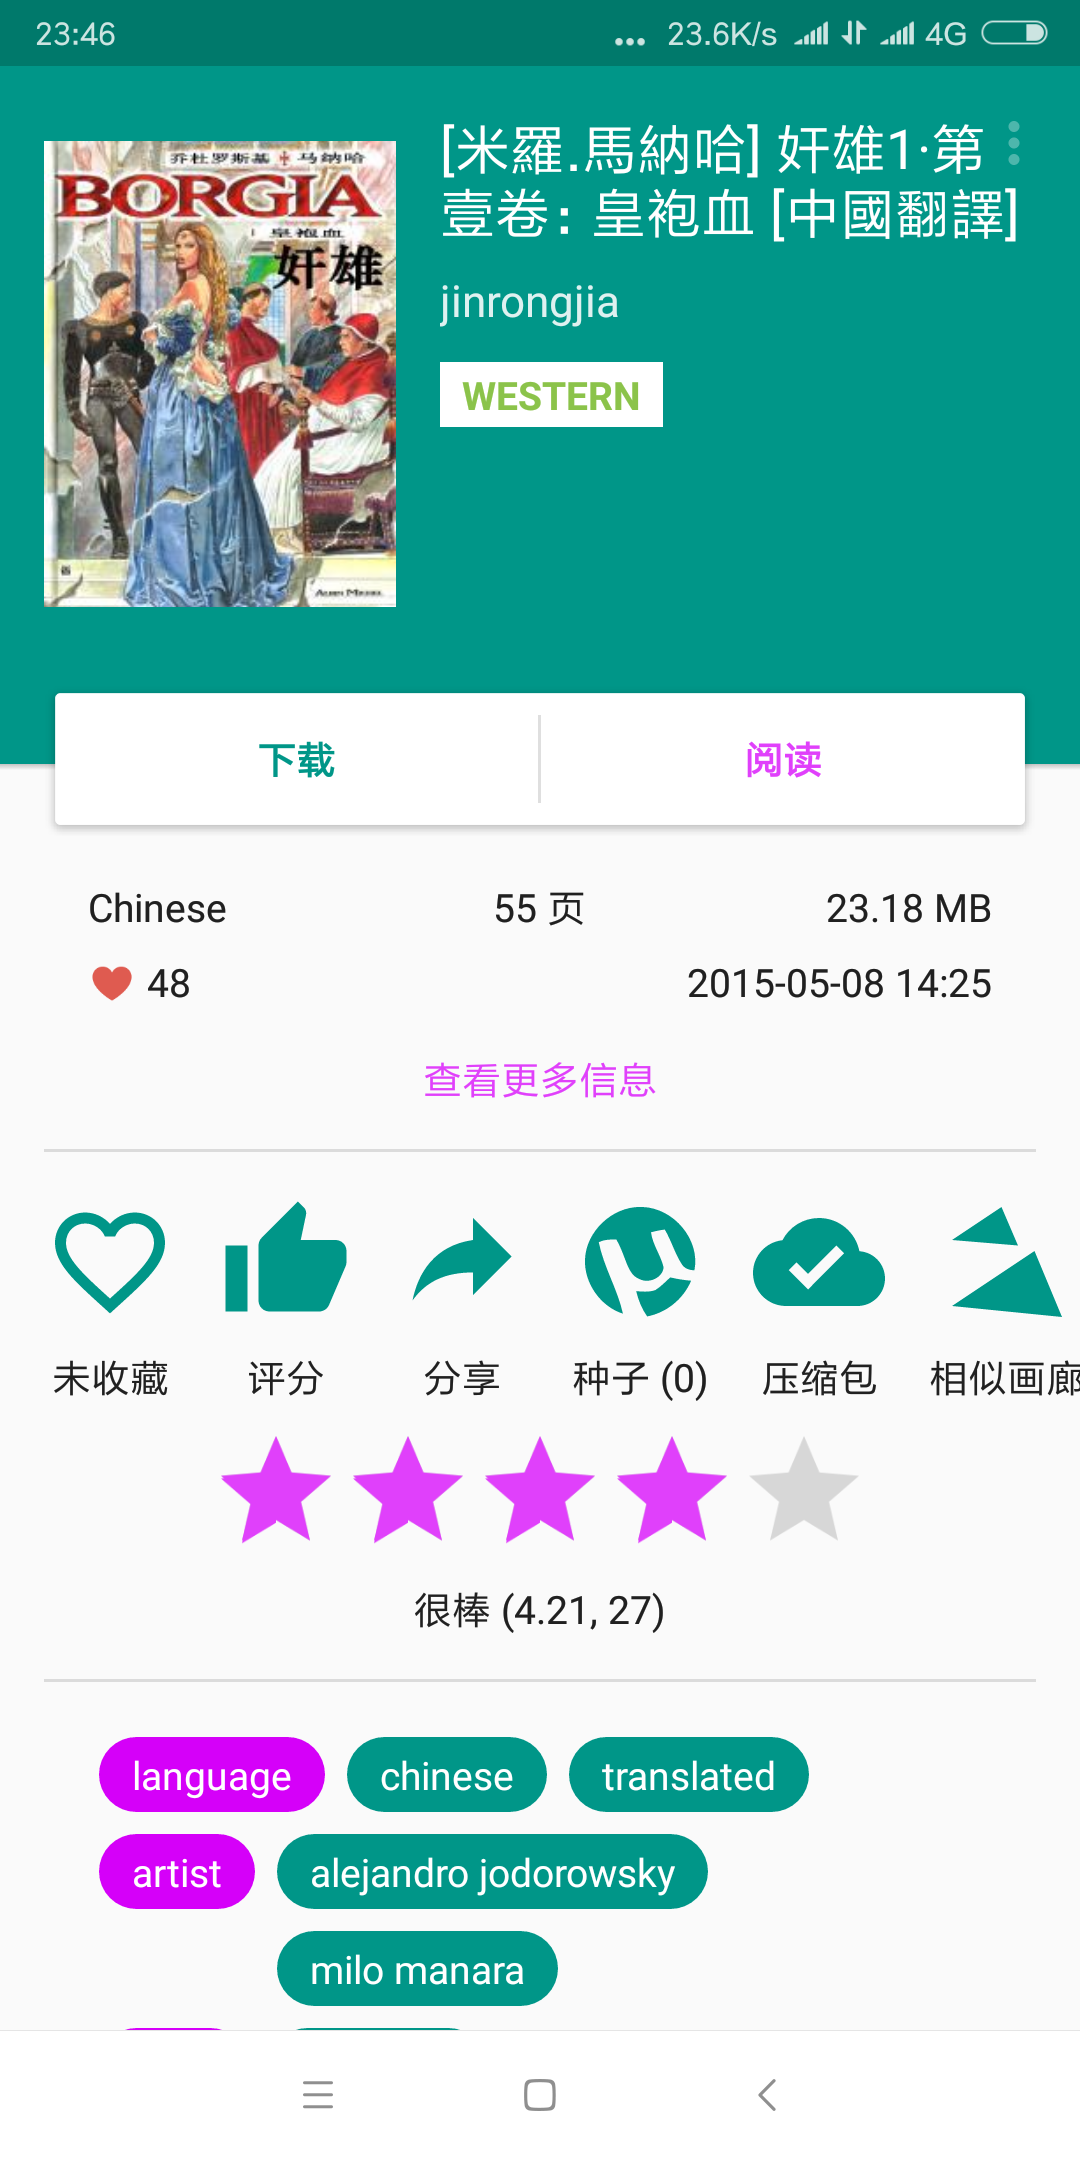 23:46
... 23.6K/s 4G
乔杜罗斯基 马纳哈
BORGIA
皇袍血
奸雄
ALBIN MICHEL
[米羅.馬納哈] 奸雄1·第
壹卷：皇袍血 [中國翻譯]
jinrongjia
WESTERN
下载
阅读
Chinese
55 页
23.18 MB
48
2015-05-08 14:25
查看更多信息
未收藏
评分
分享
种子 (0)
压缩包
相似画廊
很棒 (4.21, 27)
language
chinese
translated
artist
alejandro jodorowsky
milo manara